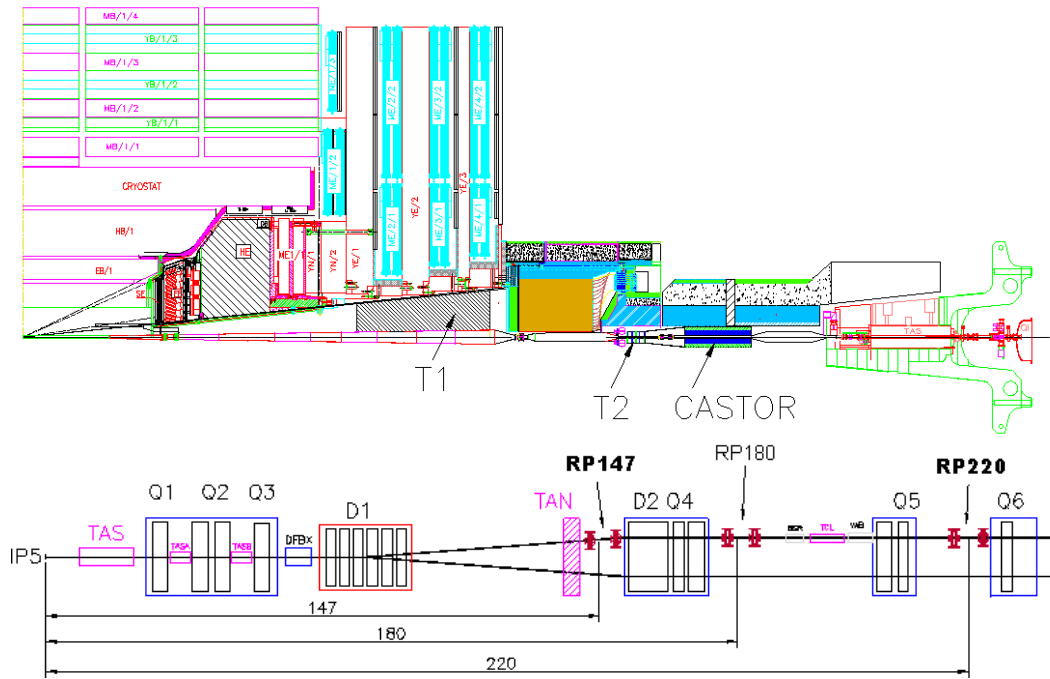 MB/1/4
YB/1/3
MB/1/3
YB/1/2
MB/1/2
YB/1/1
MB/1/1
CRYOSTAT
HB/1
EB/1
HE
ME1/1
YN/1
YN/2
YE/1
ME/1/3
ME/1/2
ME/2/2
ME/2/1
YE/2
ME/3/2
ME/3/1
YE/3
ME/4/2
ME/4/1
TAS
T1
T2
CASTOR
RP147
RP180
RP220
Q1
Q2
Q3
D1
TAN
D2
Q4
Q5
Q6
TAS
TASA
TASB
DFBX
TCL
IP5
147
180
220